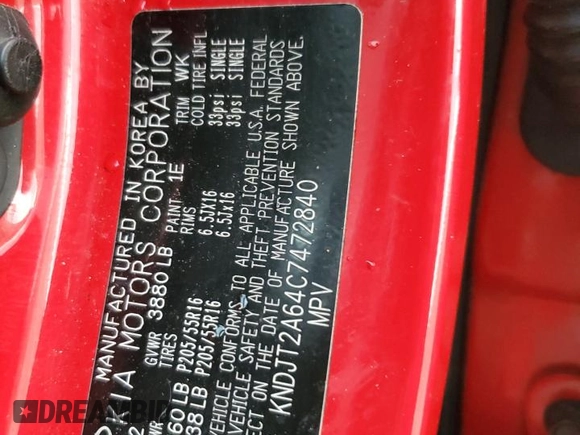 MANUFACTURED IN KOREA BY
KIA MOTORS CORPORATION
GVWR 3880 LB PAINT 1E TRIM WK
TIRES RIMS COLD TIRE INFL
60 LB P205/55R16 6.5JX16 33psi SINGLE
38 LB P205/55R16 6.5JX16 33psi SINGLE
VEHICLE CONFORMS TO ALL APPLICABLE U.S.A. FEDERAL
VEHICLE SAFETY AND THEFT PREVENTION STANDARDS
ON THE DATE OF MANUFACTURE SHOWN ABOVE.
KNDJT2A64C7472840
MPV
DREAMBID